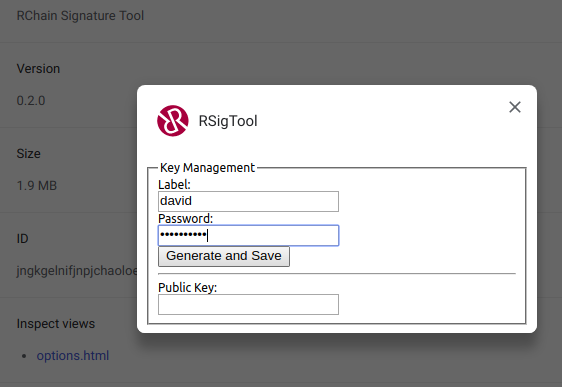 RChain Signature Tool
Version
0.2.0
Size
1.9 MB
ID
jngkgelnifjnpjchaoloe
Inspect views
options.html
RSigTool
Key Management
Label:
david
Password:
••••••••••
Generate and Save
Public Key: